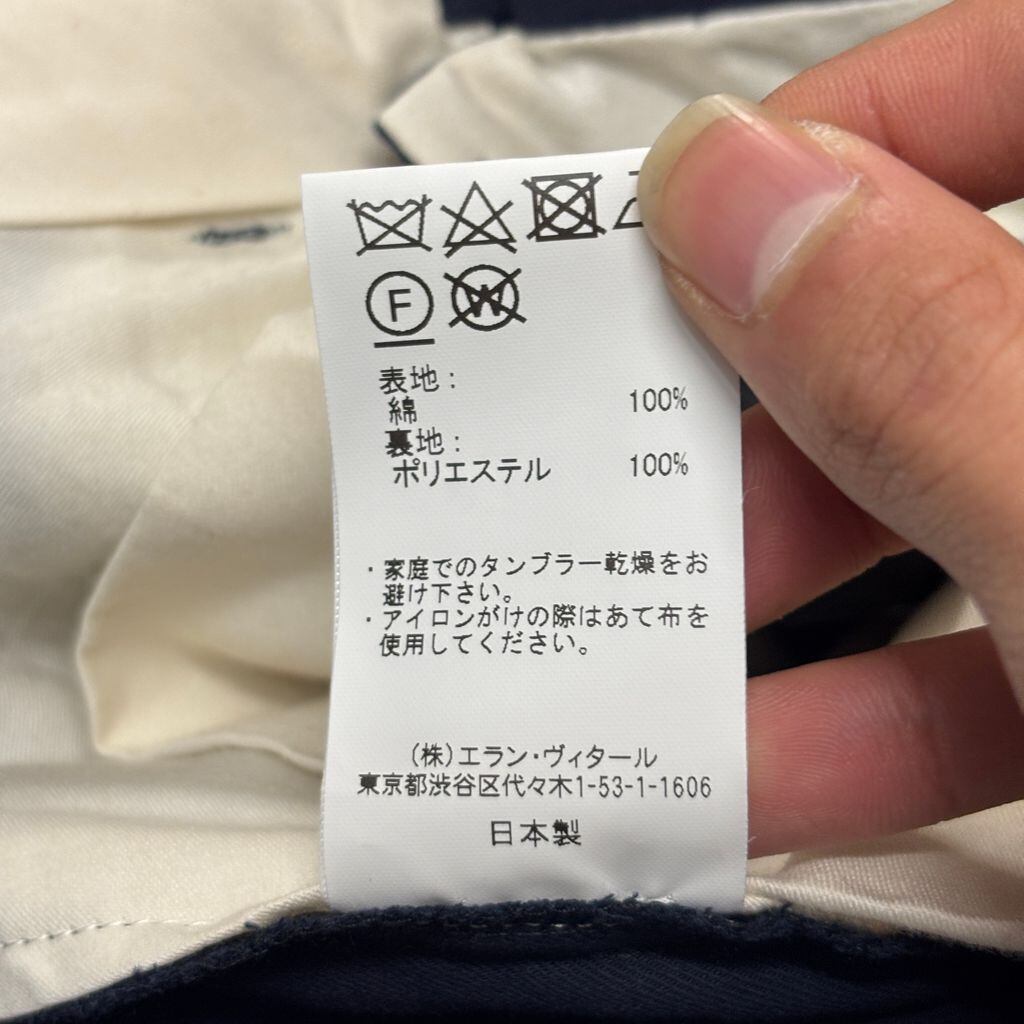 F
W
表地:
綿 100%
裏地:
ポリエステル 100%
・家庭でのタンブラー乾燥をお
避け下さい。
・アイロンがけの際はあて布を
使用してください。
(株)エラン・ヴィタール
東京都渋谷区代々木1-53-1-1606
日本製